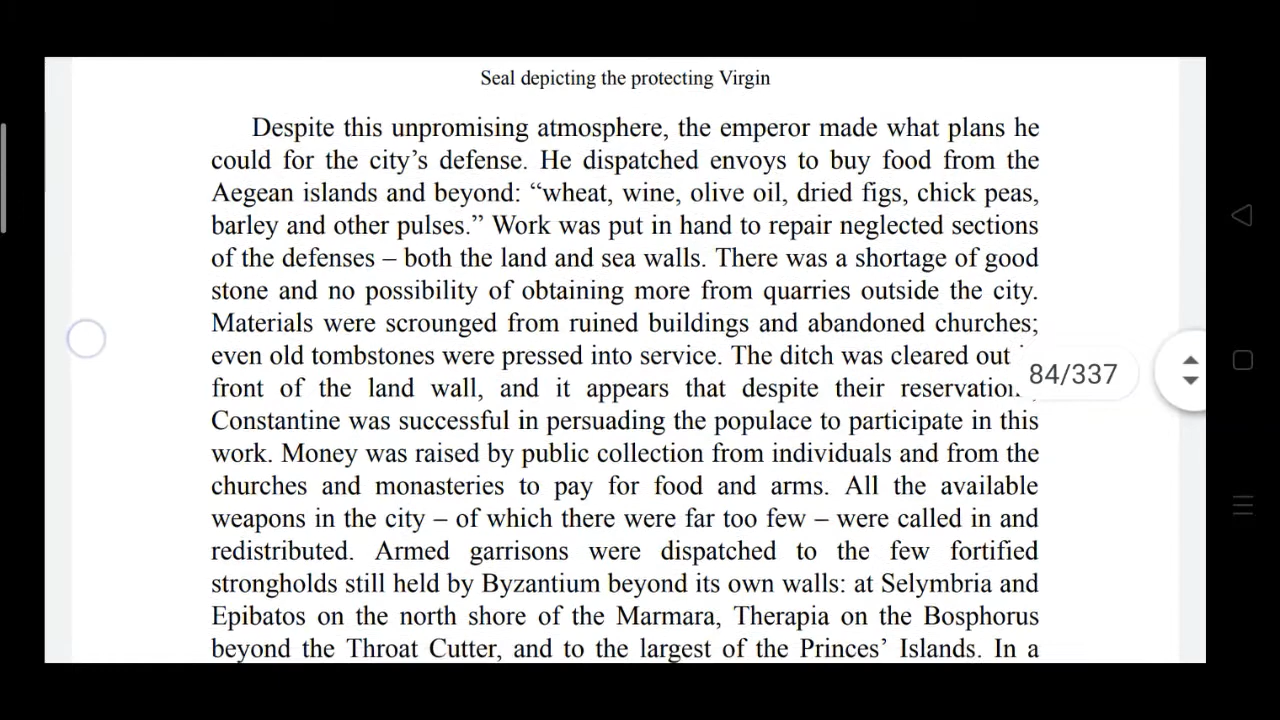 Seal depicting the protecting Virgin
Despite this unpromising atmosphere, the emperor made what plans he
could for the city’s defense. He dispatched envoys to buy food from the
Aegean islands and beyond: “wheat, wine, olive oil, dried figs, chick peas,
barley and other pulses.” Work was put in hand to repair neglected sections
of the defenses – both the land and sea walls. There was a shortage of good
stone and no possibility of obtaining more from quarries outside the city.
Materials were scrounged from ruined buildings and abandoned churches;
even old tombstones were pressed into service. The ditch was cleared out
84/337
front of the land wall, and it appears that despite their
Constantine was successful in persuading the populace to participate in this
work. Money was raised by public collection from individuals and from the
churches and monasteries to pay for food and arms. All the available
weapons in the city – of which there were far too few – were called in and
redistributed. Armed garrisons were dispatched to the few fortified
strongholds still held by Byzantium beyond its own walls: at Selymbria and
Epibatos on the north shore of the Marmara, Therapia on the Bosphorus
beyond the Throat Cutter, and to the largest of the Princes’ Islands. In a